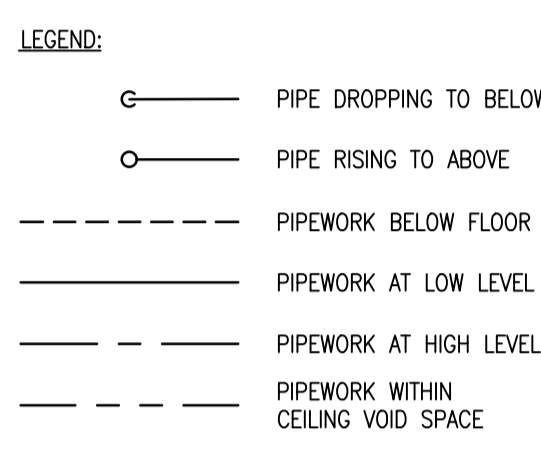 LEGEND:
PIPE DROPPING TO BELOW
PIPE RISING TO ABOVE
PIPEWORK BELOW FLOOR
PIPEWORK AT LOW LEVEL
PIPEWORK AT HIGH LEVEL
PIPEWORK WITHIN
CEILING VOID SPACE